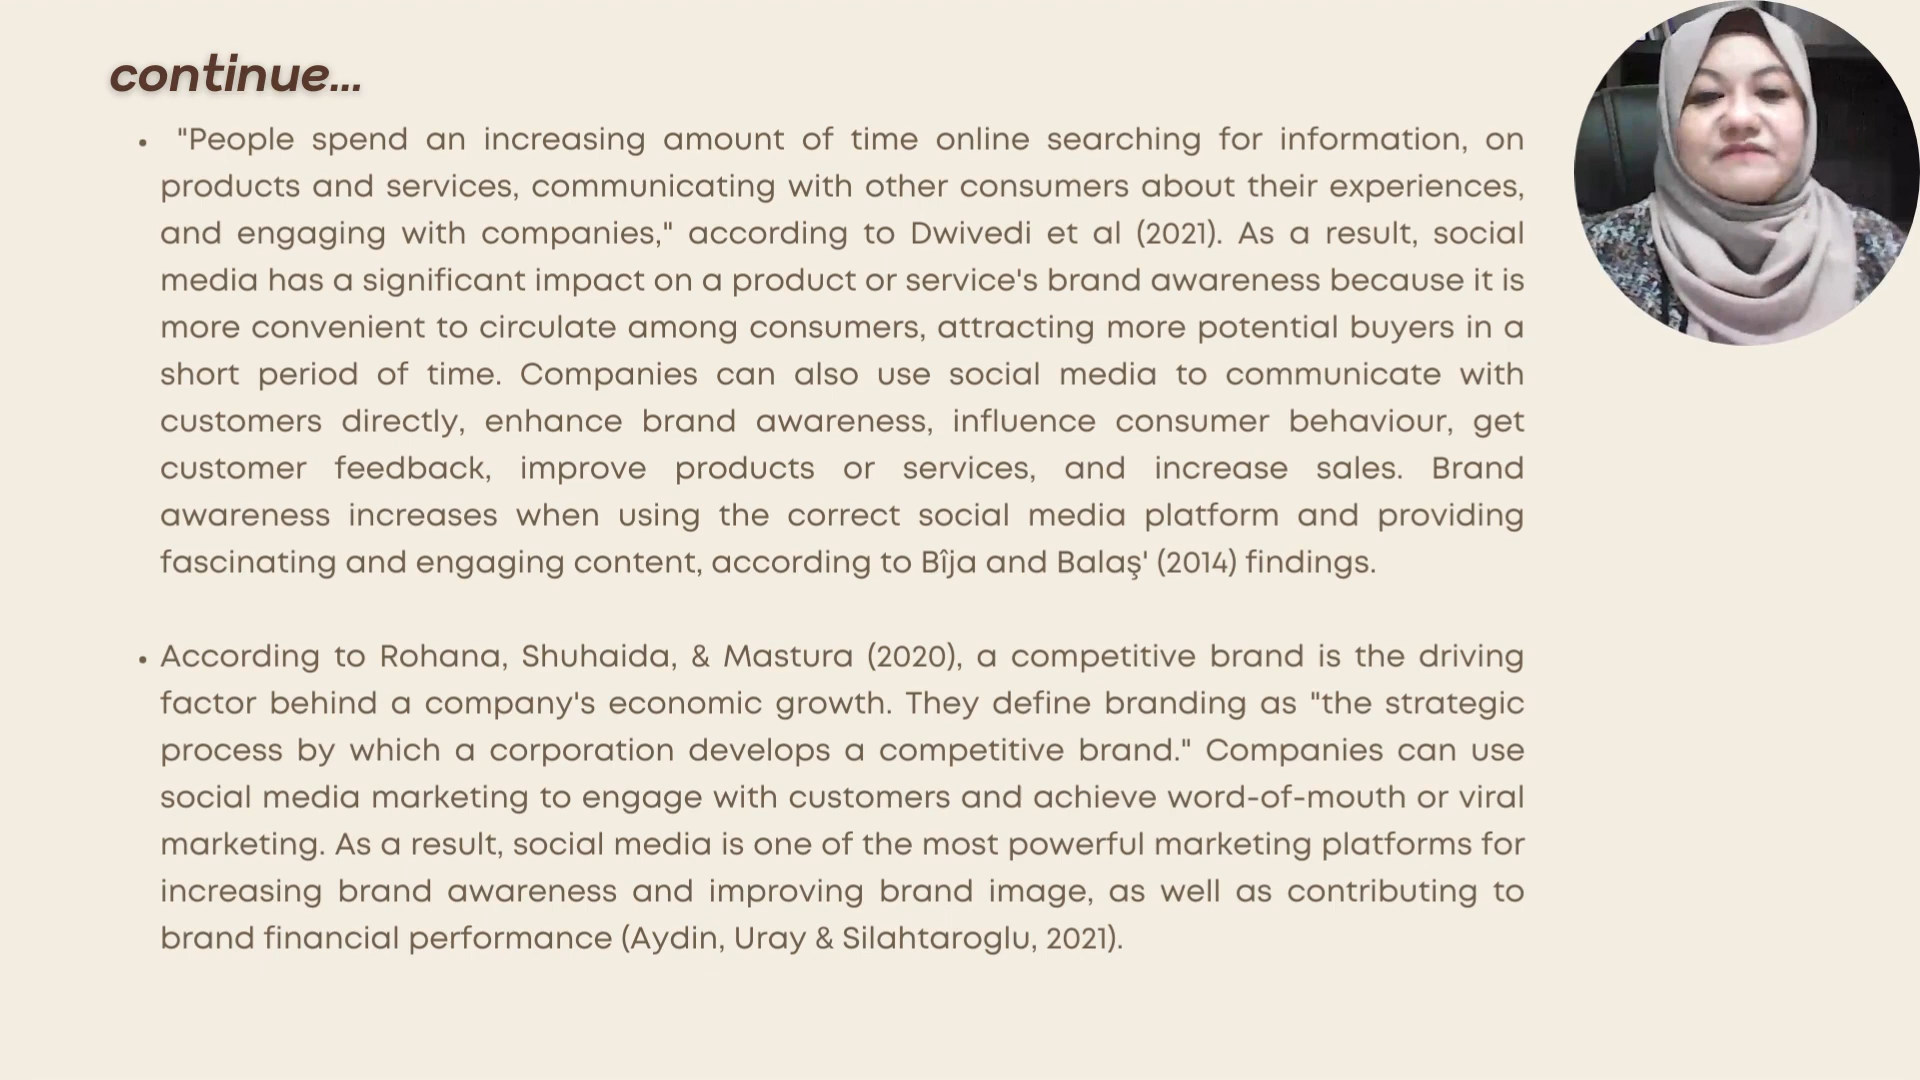 continue...
• "People spend an increasing amount of time online searching for information, on
products and services, communicating with other consumers about their experiences,
and engaging with companies," according to Dwivedi et al (2021). As a result, social
media has a significant impact on a product or service's brand awareness because it is
more convenient to circulate among consumers, attracting more potential buyers in a
short period of time. Companies can also use social media to communicate with
customers directly, enhance brand awareness, influence consumer behaviour, get
customer feedback, improve products or services, and increase sales. Brand
awareness increases when using the correct social media platform and providing
fascinating and engaging content, according to Bîja and Balaş' (2014) findings.
• According to Rohana, Shuhaida, & Mastura (2020), a competitive brand is the driving
factor behind a company's economic growth. They define branding as "the strategic
process by which a corporation develops a competitive brand." Companies can use
social media marketing to engage with customers and achieve word-of-mouth or viral
marketing. As a result, social media is one of the most powerful marketing platforms for
increasing brand awareness and improving brand image, as well as contributing to
brand financial performance (Aydin, Uray & Silahtaroglu, 2021).